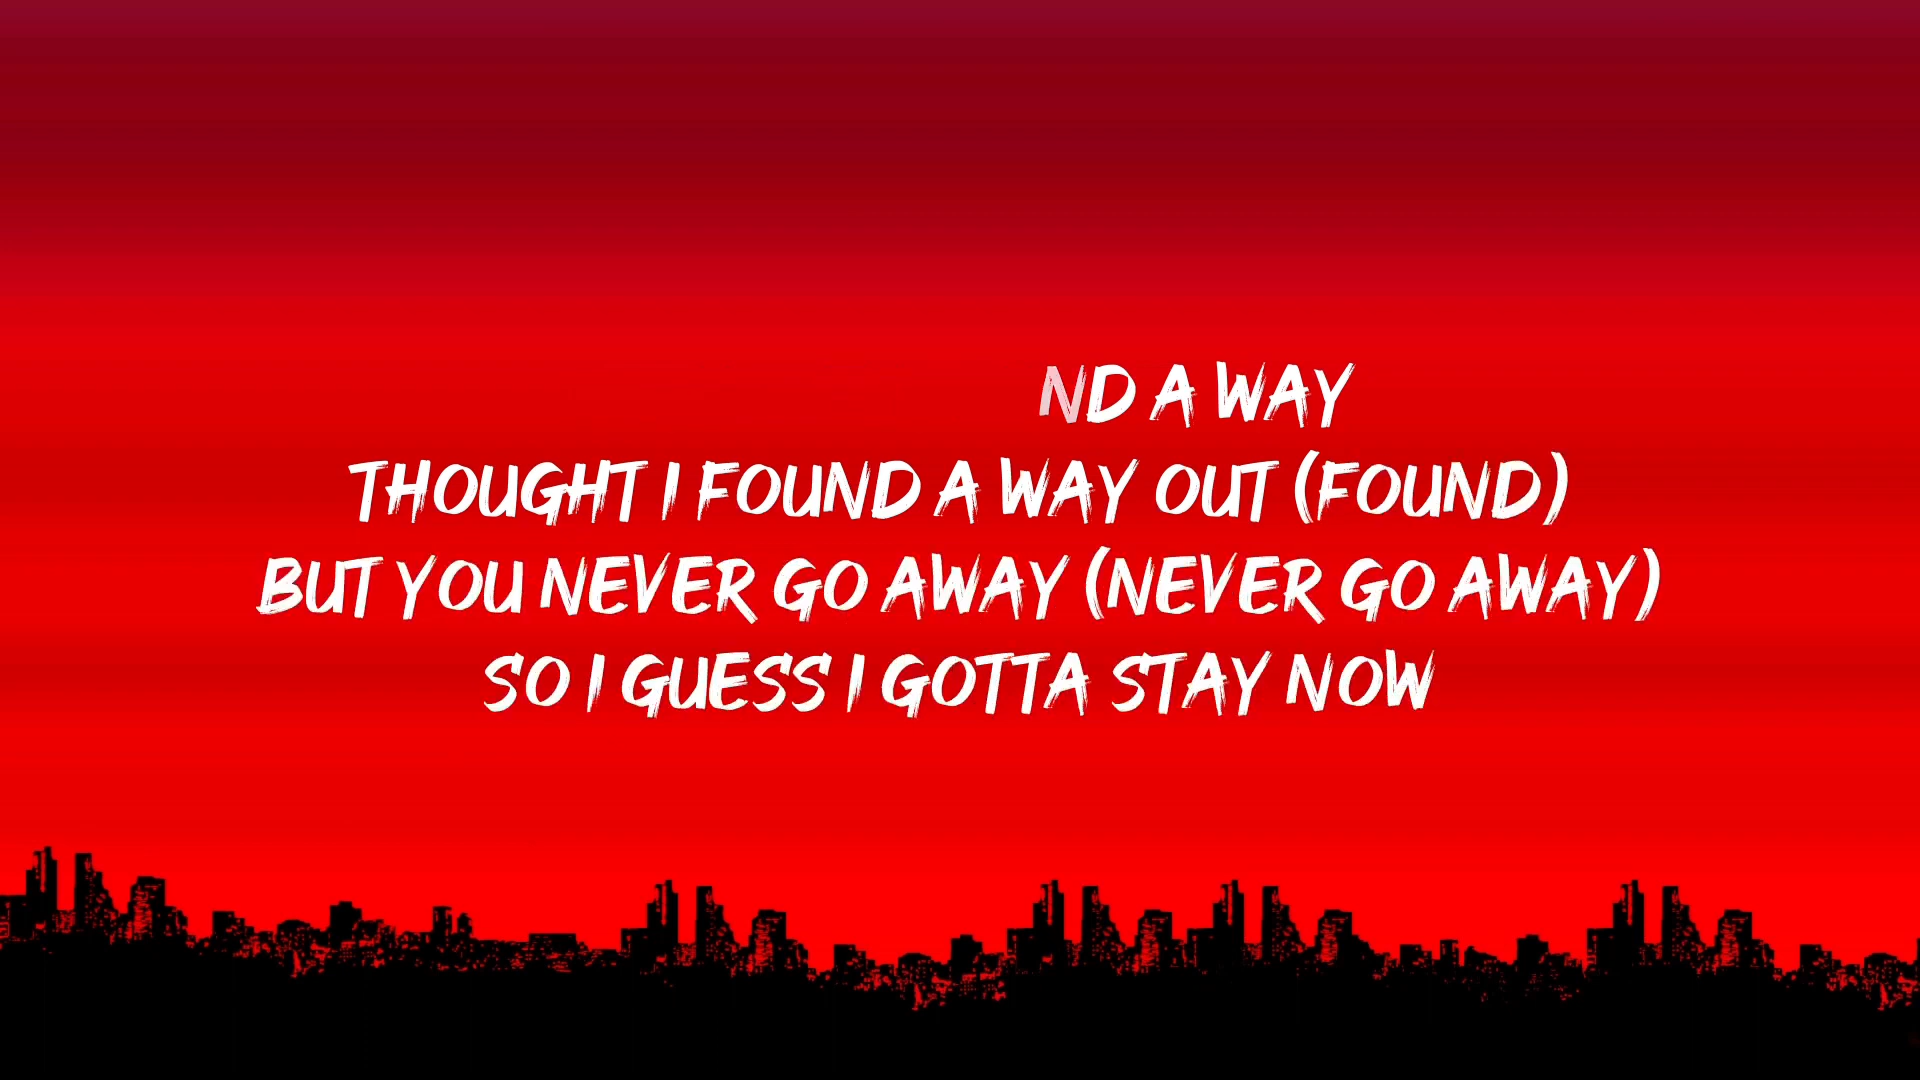 ND A WAY
THOUGHT I FOUND A WAY OUT (FOUND)
BUT YOU NEVER GO AWAY (NEVER GO AWAY)
SO I GUESS I GOTTA STAY NOW